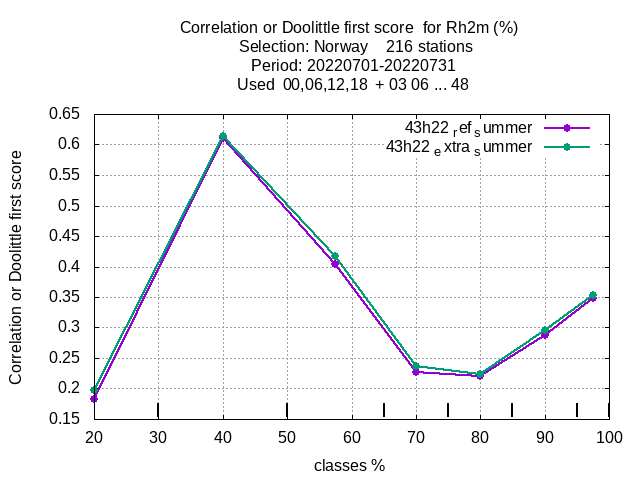 Correlation or Doolittle first score  for Rh2m (%)
Selection: Norway    216 stations
Period: 20220701-20220731
Used  00,06,12,18  + 03 06 ... 48
43h22 ref summer
43h22 extra summer
Correlation or Doolittle first score
0.65
0.6
0.55
0.5
0.45
0.4
0.35
0.3
0.25
0.2
0.15
20 30 40 50 60 70 80 90 100
classes %